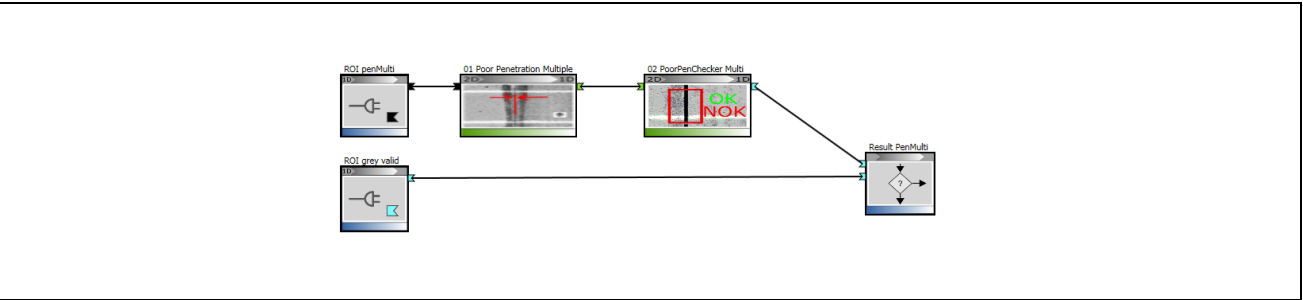 ROI penMulti
1D
01 Poor Penetration Multiple
2D 1D
02 PoorPenChecker Multi
2D 1D
OK
NOK
ROI grey valid
1D
Result PenMulti
?